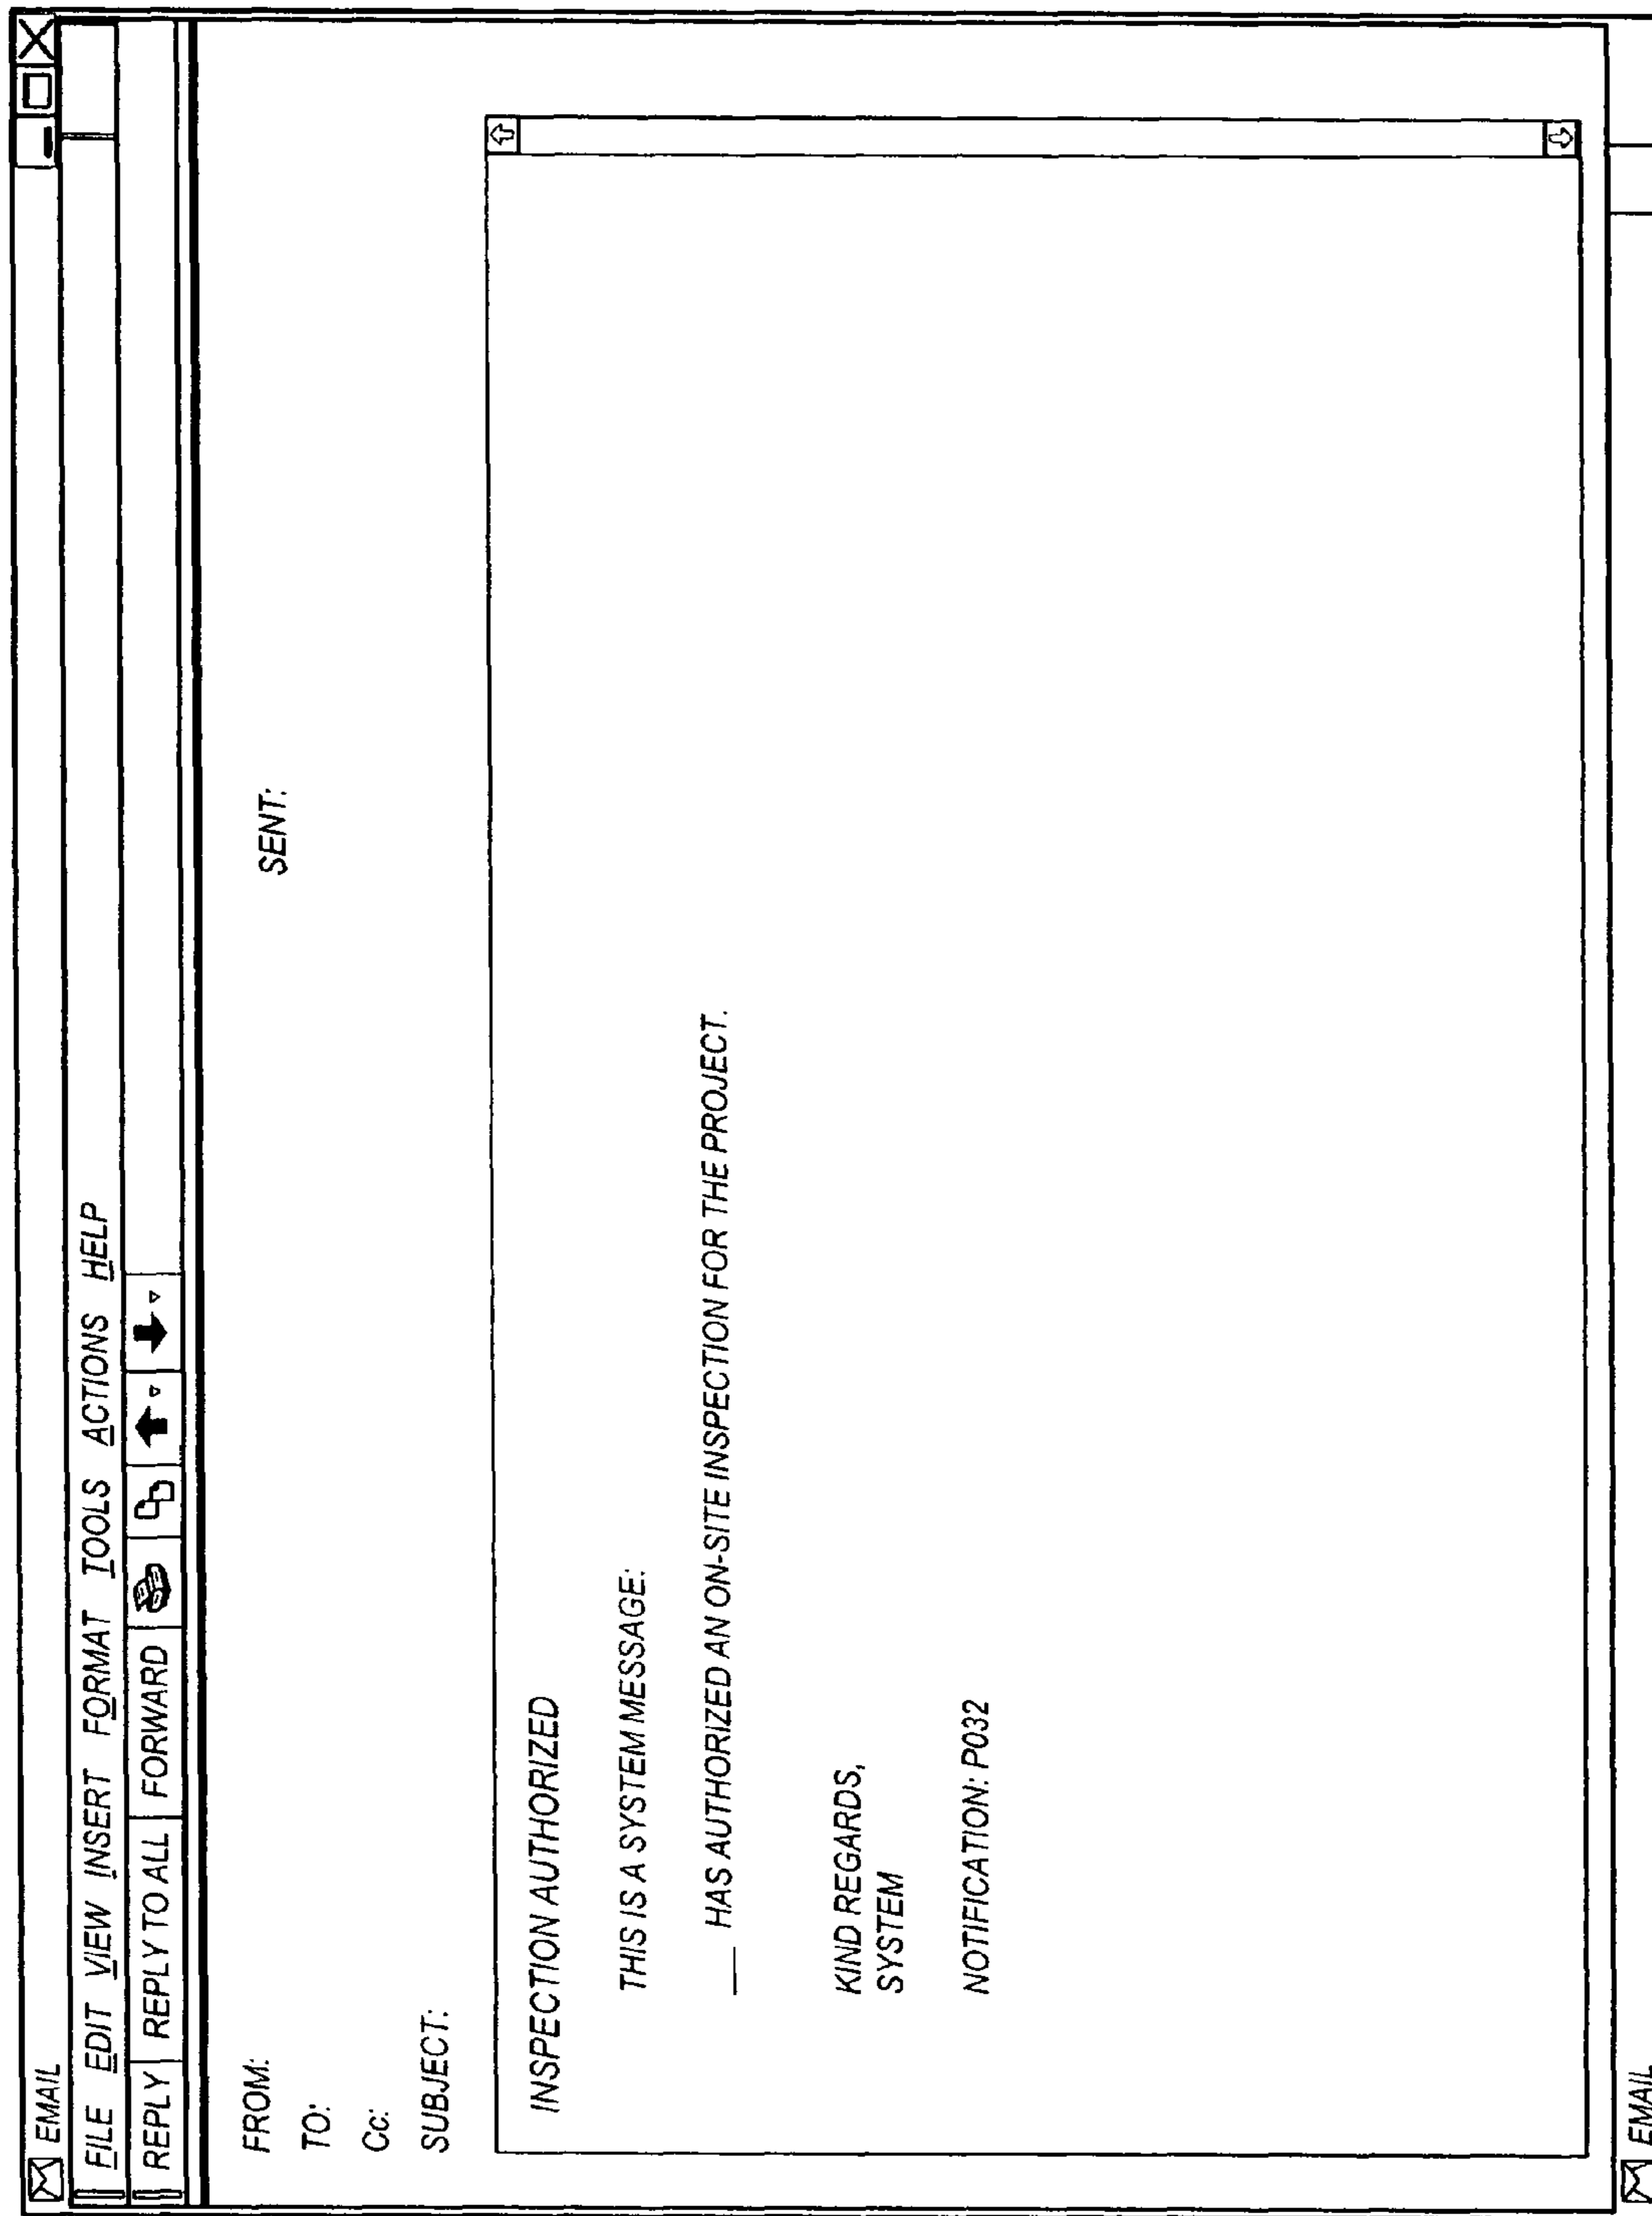 EMAIL
FILE EDIT VIEW INSERT FORMAT TOOLS ACTIONS HELP
REPLY REPLY TO ALL FORWARD
FROM: SENT:
TO:
Cc:
SUBJECT:
INSPECTION AUTHORIZED
THIS IS A SYSTEM MESSAGE:
___ HAS AUTHORIZED AN ON-SITE INSPECTION FOR THE PROJECT.
KIND REGARDS,
SYSTEM
NOTIFICATION: P032
EMAIL